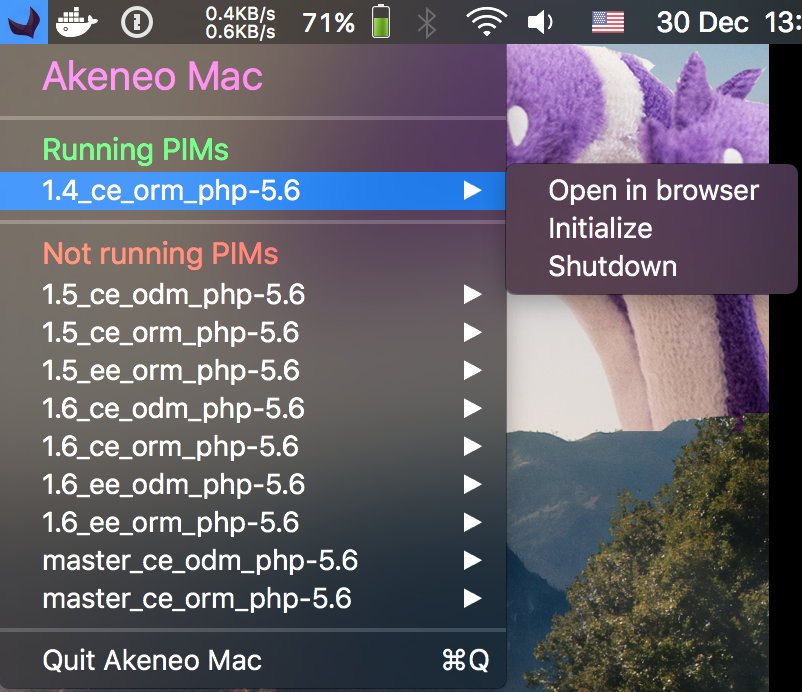 0.4KB/s
0.6KB/s
71%
30 Dec 13:
Akeneo Mac
Running PIMs
1.4_ce_orm_php-5.6
Open in browser
Initialize
Shutdown
Not running PIMs
1.5_ce_odm_php-5.6
1.5_ce_orm_php-5.6
1.5_ee_orm_php-5.6
1.6_ce_odm_php-5.6
1.6_ce_orm_php-5.6
1.6_ee_odm_php-5.6
1.6_ee_orm_php-5.6
master_ce_odm_php-5.6
master_ce_orm_php-5.6
Quit Akeneo Mac ⌘Q